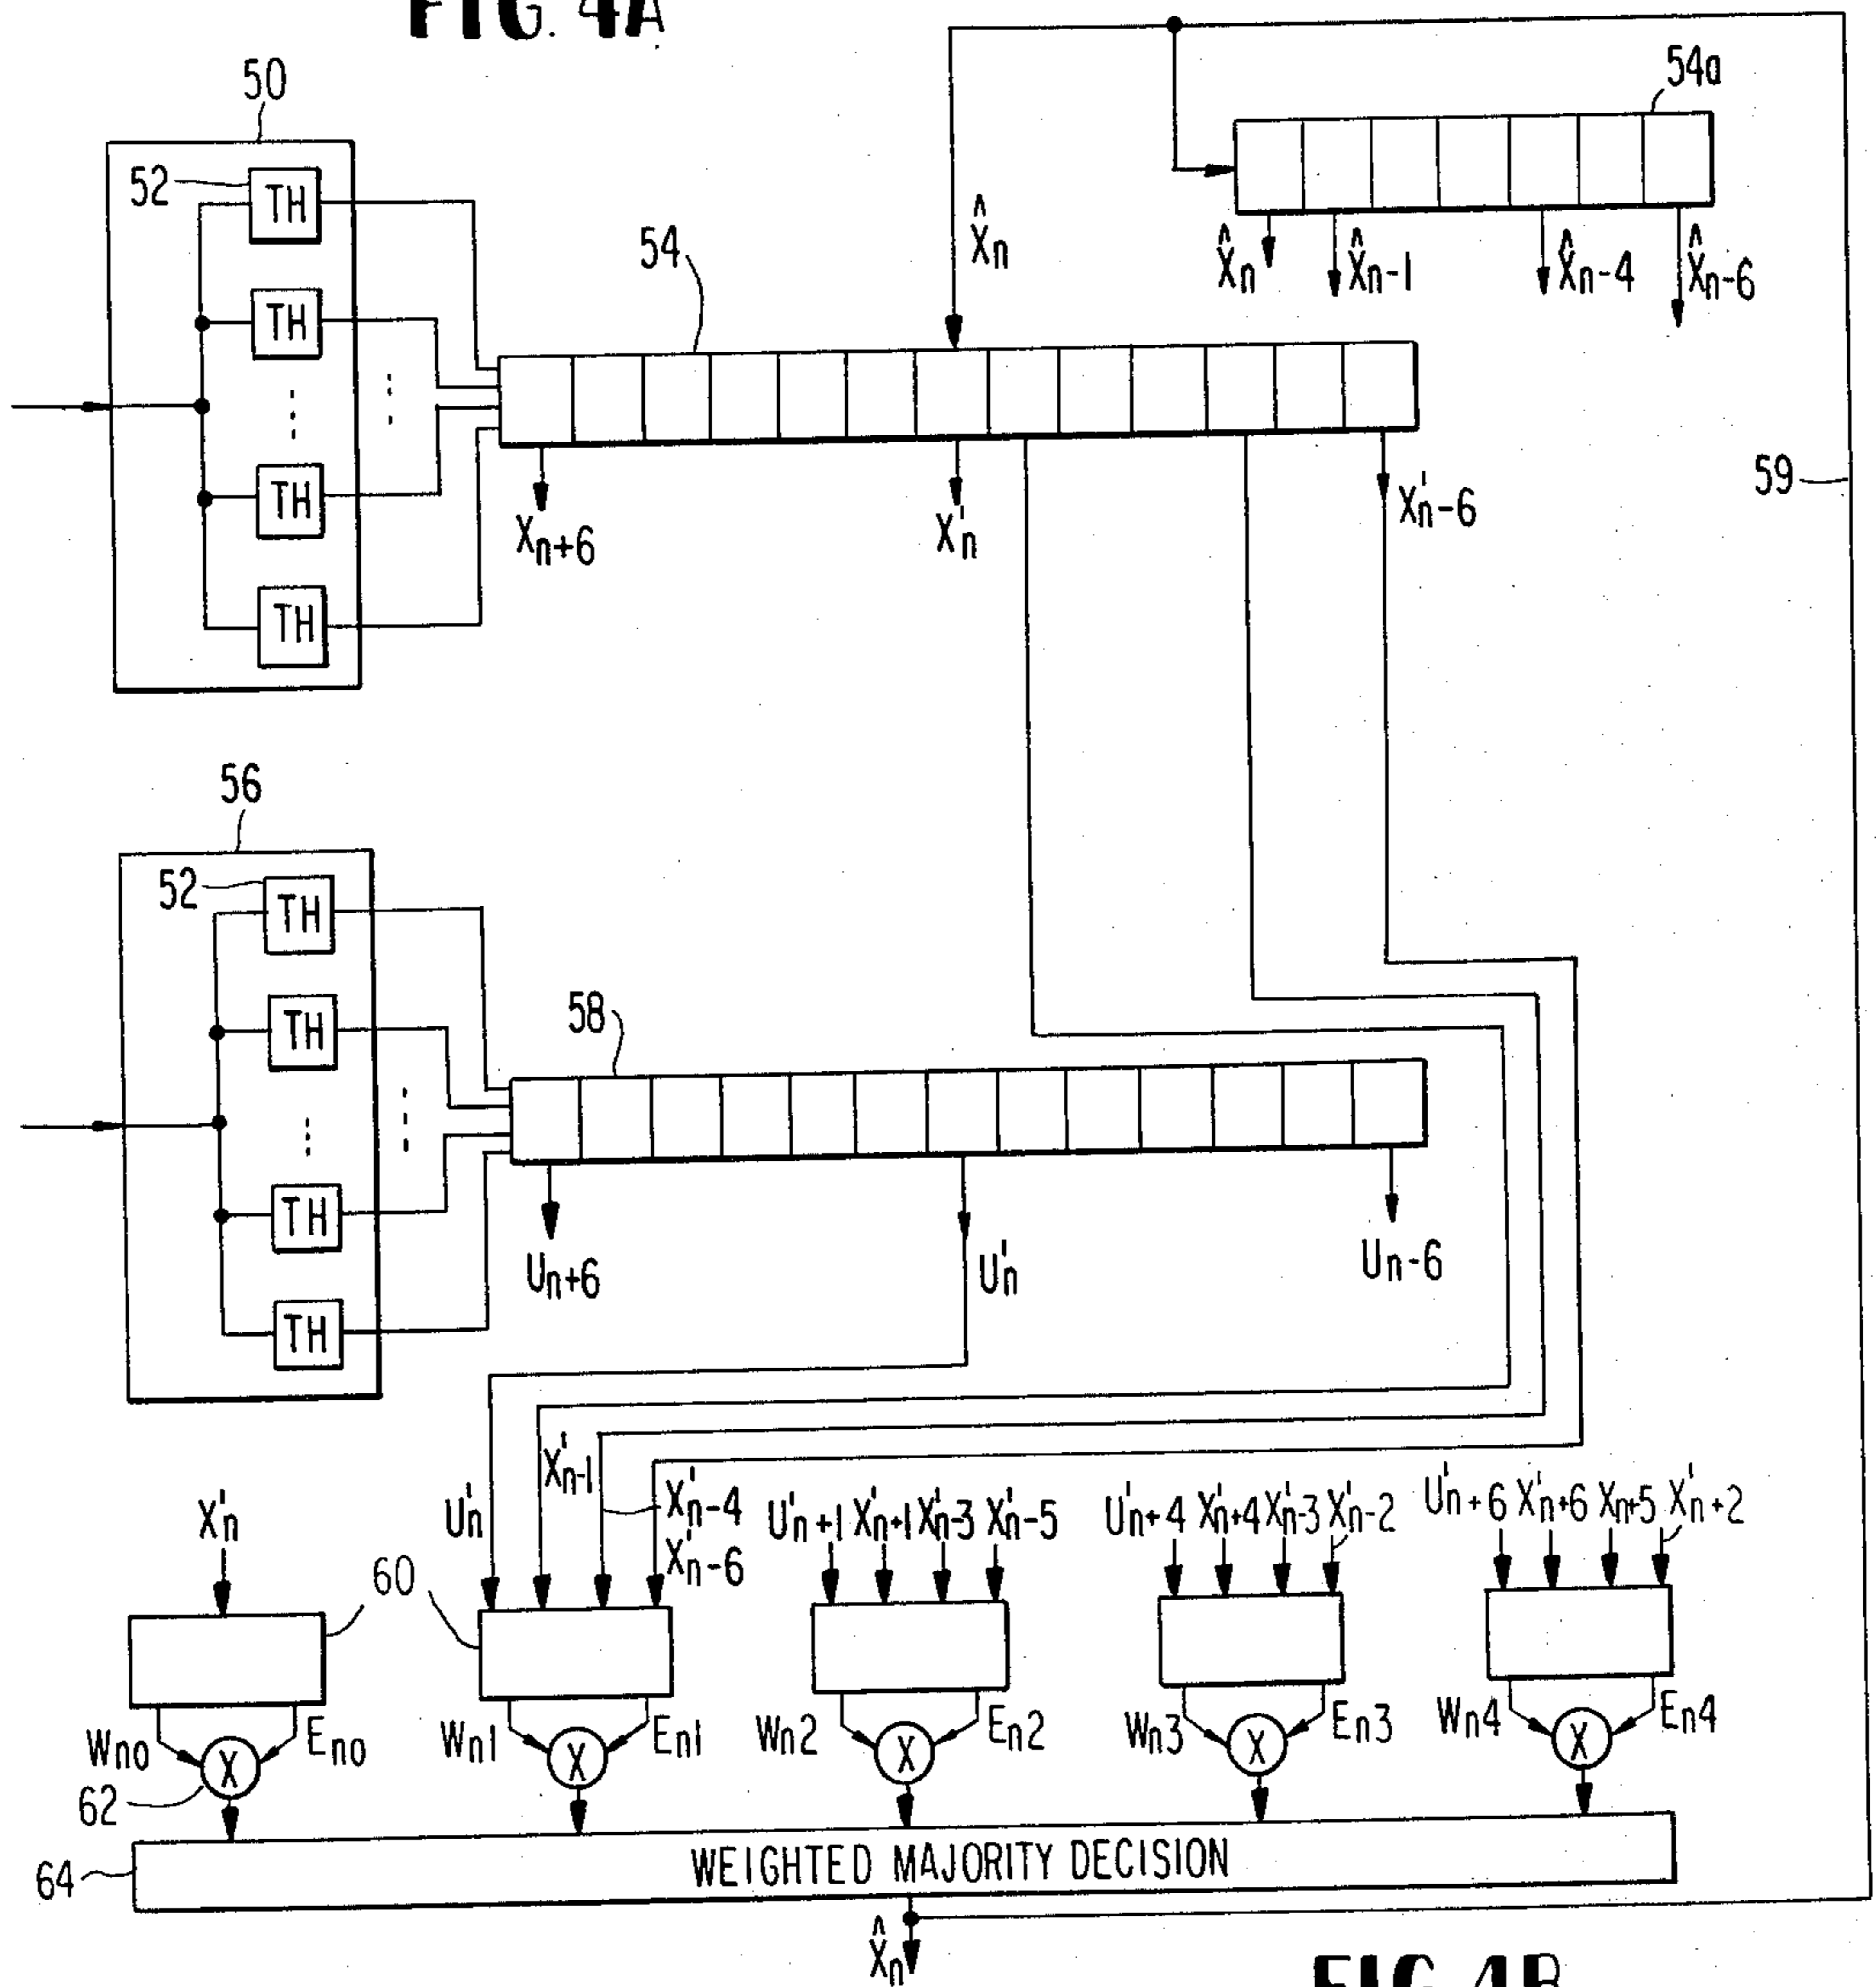 FIG. 4A
50
52
TH
TH
TH
TH
54
54a
X̂n
X̂n
X̂n-1
X̂n-4
X̂n-6
Xn+6
X'n
X'n-6
59
56
52
TH
TH
TH
TH
58
Un+6
U'n
Un-6
X'n
U'n
X'n-1
X'n-4
X'n-6
U'n+1 X'n+1 X'n-3 X'n-5
U'n+4 X'n+4 X'n-3 X'n-2
U'n+6 X'n+6 Xn+5 X'n+2
60
Wn0 En0
Wn1 En1
Wn2 En2
Wn3 En3
Wn4 En4
X
X
X
X
X
62
64
WEIGHTED MAJORITY DECISION
X̂n
FIG 4B